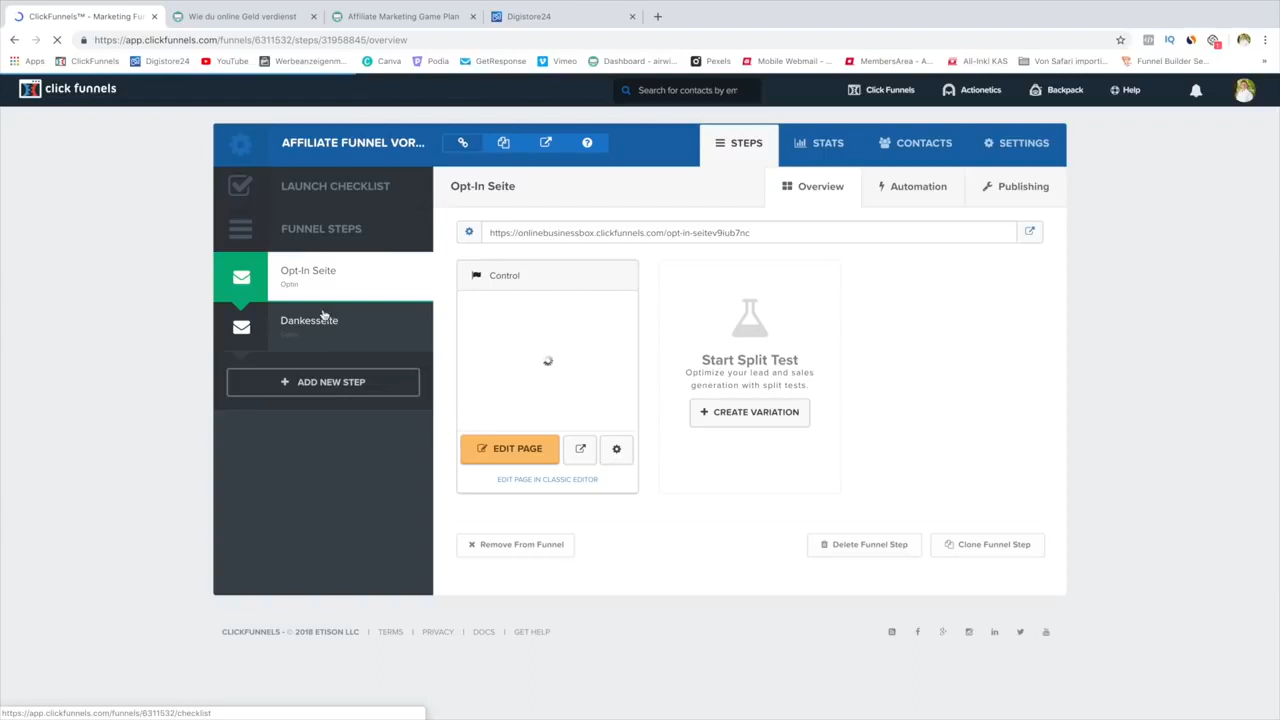 ClickFunnels™ - Marketing Fun
Wie du online Geld verdienst
Affiliate Marketing Game Plan
Digistore24
https://app.clickfunnels.com/funnels/6311532/steps/31958845/overview
Apps
ClickFunnels
Digistore24
YouTube
Werbeanzeigenm...
Canva
Podia
GetResponse
Vimeo
Dashboard - airwi...
Pexels
Mobile Webmail -...
MembersArea - A...
All-Inkl KAS
Von Safari importi...
Funnel Builder Se...
click funnels
Search for contacts by em
Click Funnels
Actionetics
Backpack
Help
AFFILIATE FUNNEL VOR...
STEPS
STATS
CONTACTS
SETTINGS
LAUNCH CHECKLIST
Opt-In Seite
Overview
Automation
Publishing
FUNNEL STEPS
https://onlinebusinessbox.clickfunnels.com/opt-in-seitev9iub7nc
Opt-In Seite
Optin
Control
Dankesseite
ADD NEW STEP
Start Split Test
Optimize your lead and sales
generation with split tests.
CREATE VARIATION
EDIT PAGE
EDIT PAGE IN CLASSIC EDITOR
Remove From Funnel
Delete Funnel Step
Clone Funnel Step
CLICKFUNNELS - © 2018 ETISON LLC | TERMS | PRIVACY | DOCS | GET HELP
https://app.clickfunnels.com/funnels/6311532/checklist